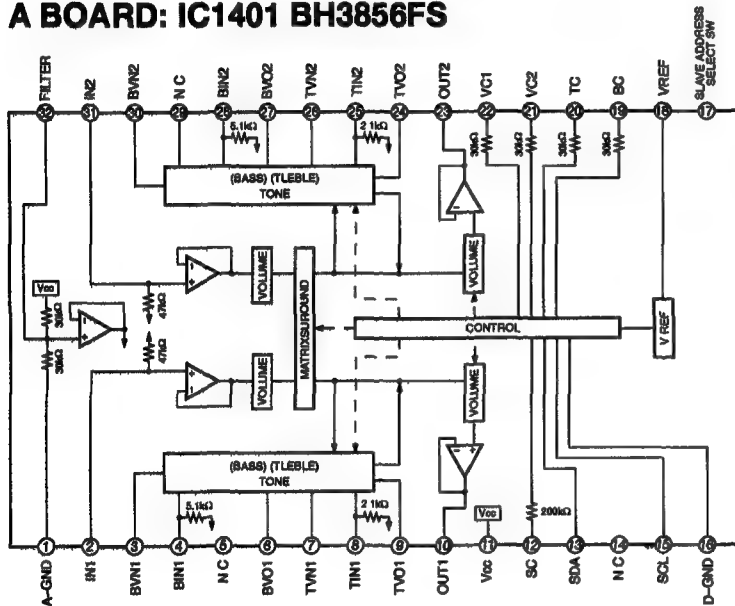 A BOARD: IC1401 BH3856FS
FILTER
IN2
BVN2
N C
BIN2
BVO2
TVN2
TIN2
TVO2
OUT2
VC1
VC2
TC
BC
VREF
SLAVE ADDRESS
SELECT SW
32
31
30
29
28
27
26
25
24
23
22
21
20
19
18
17
5.1kΩ
2 1kΩ
30kΩ
30kΩ
30kΩ
30kΩ
(BASS) (TLEBLE)
TONE
Vcc
30kΩ
30kΩ
47kΩ
47kΩ
VOLUME
VOLUME
MATRIXSUROUND
VOLUME
VOLUME
CONTROL
V REF
(BASS) (TLEBLE)
TONE
5.1kΩ
2 1kΩ
Vcc
200kΩ
1
2
3
4
5
6
7
8
9
10
11
12
13
14
15
16
A-GND
IN1
BVN1
BIN1
N C
BVO1
TVN1
TIN1
TVO1
OUT1
Vcc
SC
SDA
N C
SCL
D-GND